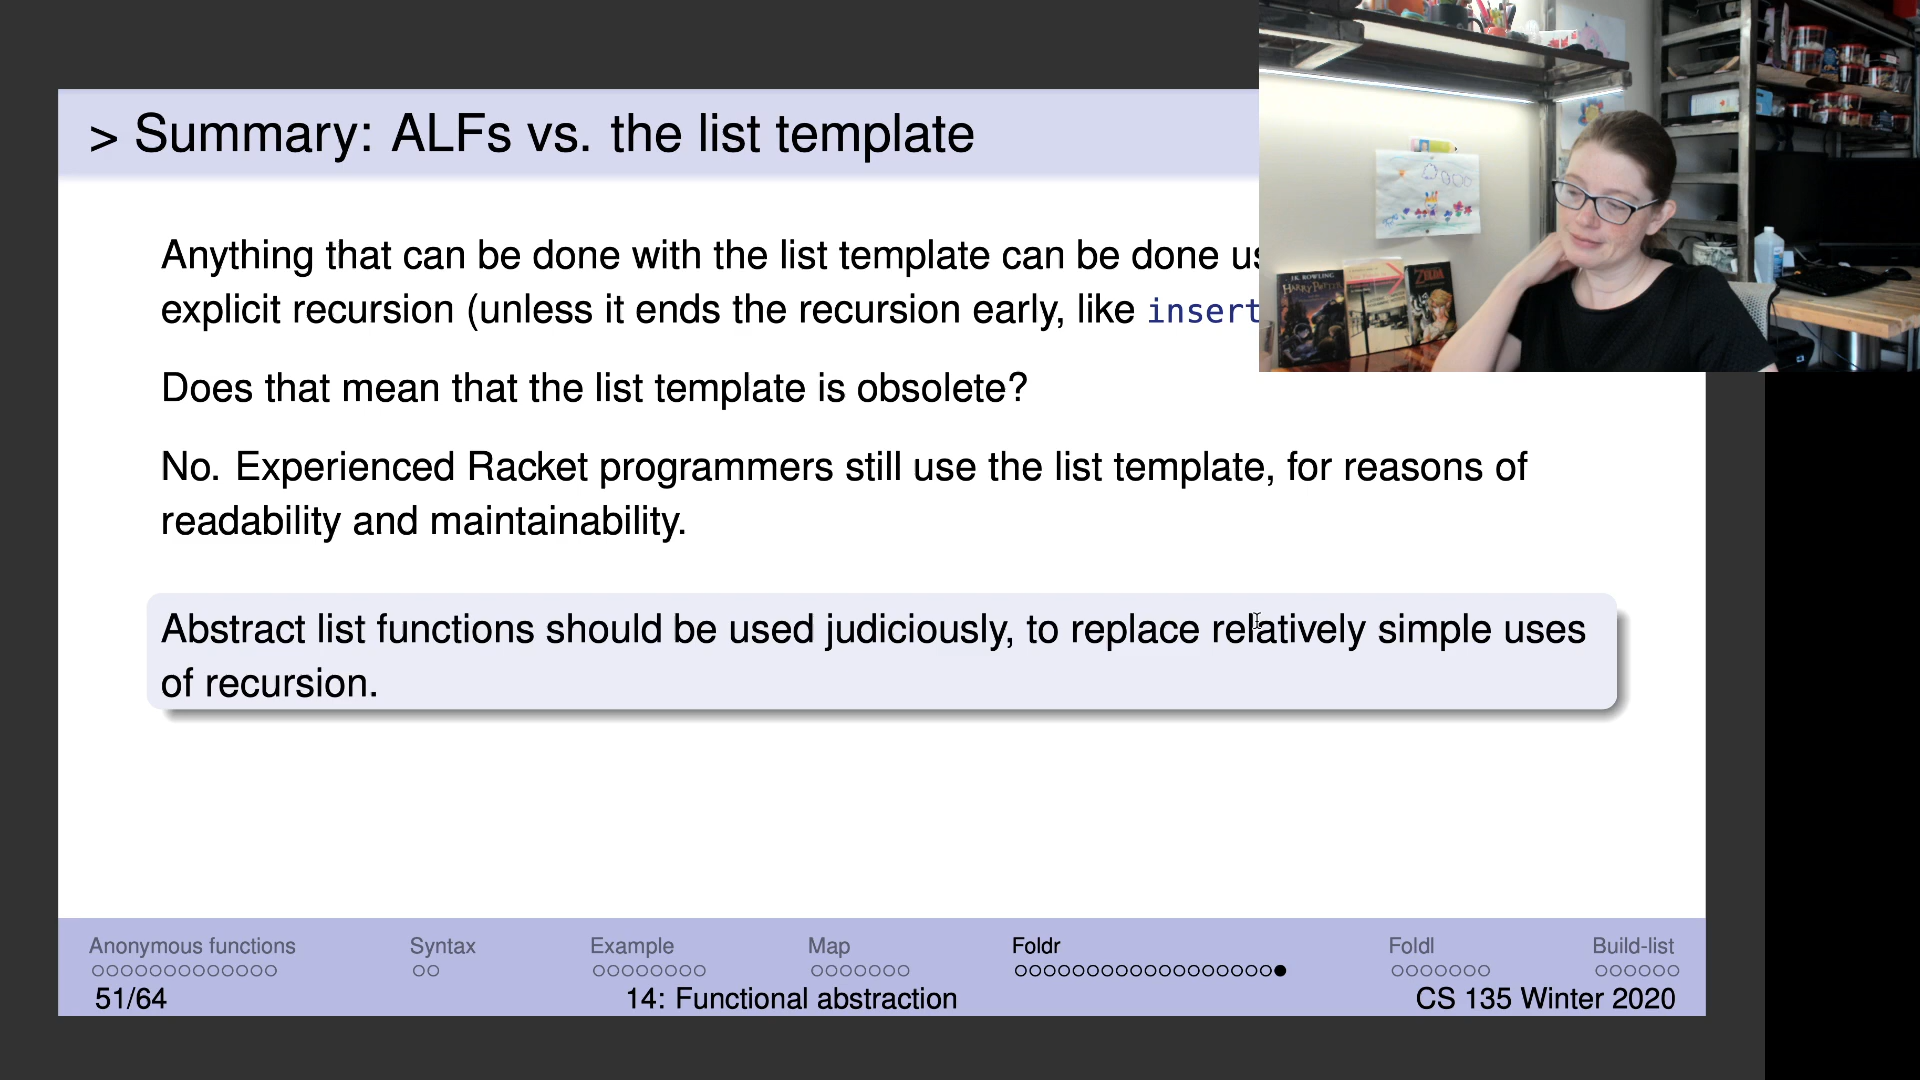 > Summary: ALFs vs. the list template
Anything that can be done with the list template can be done
explicit recursion (unless it ends the recursion early, like insert
Does that mean that the list template is obsolete?
No. Experienced Racket programmers still use the list template, for reasons of
readability and maintainability.
Abstract list functions should be used judiciously, to replace relatively simple uses
of recursion.
J.K. ROWLING
HARRY POTTER
ZELDA
Anonymous functions Syntax Example Map Foldr Foldl Build-list
51/64 14: Functional abstraction CS 135 Winter 2020